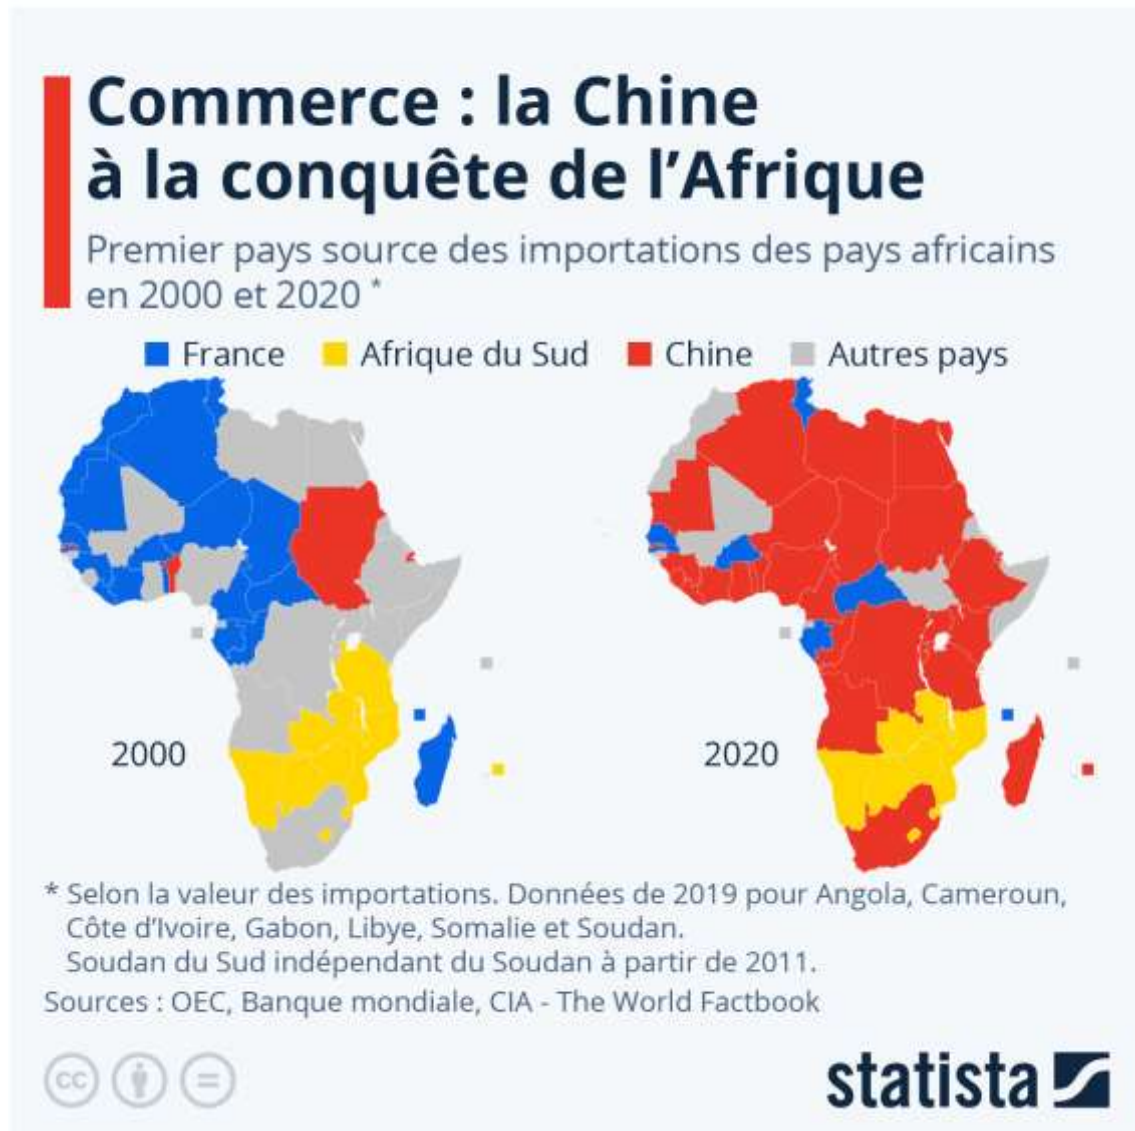 Commerce : la Chine
à la conquête de l’Afrique
Premier pays source des importations des pays africains
en 2000 et 2020 *
France Afrique du Sud Chine Autres pays
2000 2020
* Selon la valeur des importations. Données de 2019 pour Angola, Cameroun,
Côte d’Ivoire, Gabon, Libye, Somalie et Soudan.
Soudan du Sud indépendant du Soudan à partir de 2011.
Sources : OEC, Banque mondiale, CIA - The World Factbook
cc =
statista